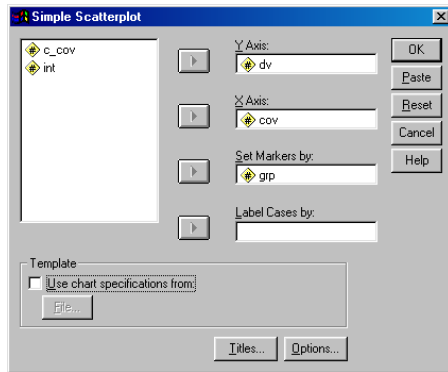 Simple Scatterplot
c_cov
int
Y Axis:
dv
X Axis:
cov
Set Markers by:
grp
Label Cases by:
OK
Paste
Reset
Cancel
Help
Template
Use chart specifications from:
File...
Titles...
Options...